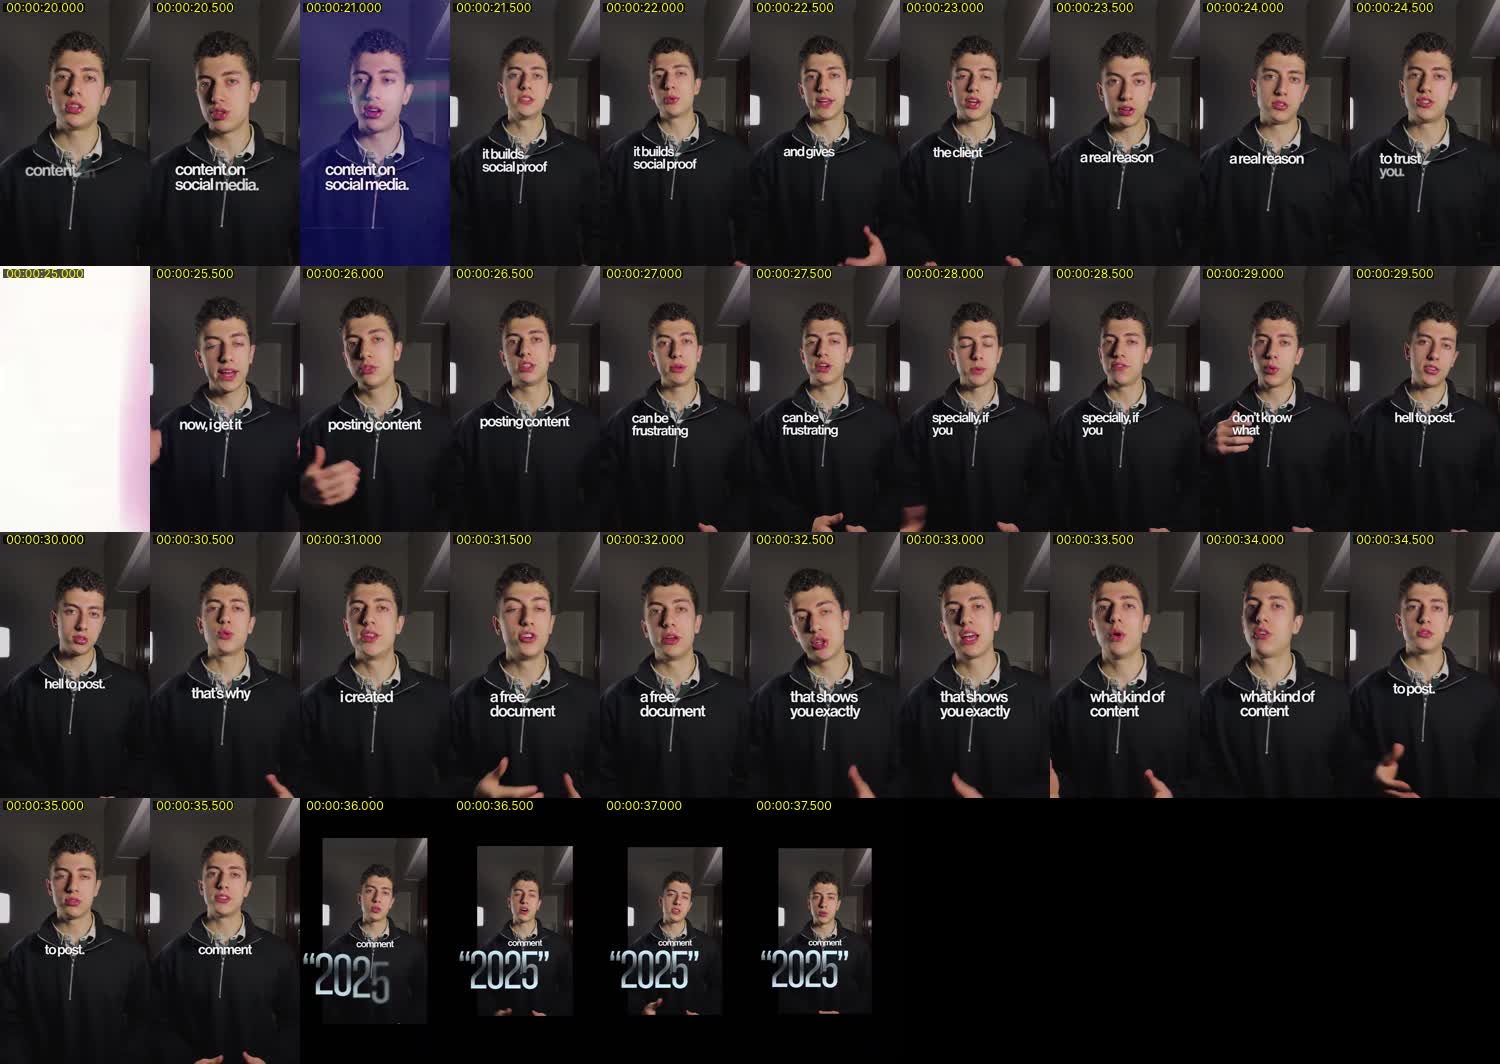 00:00:20.000
content on
00:00:20.500
content on
social media.
00:00:21.000
content on
social media.
00:00:21.500
it builds
social proof
00:00:22.000
it builds
social proof
00:00:22.500
and gives
00:00:23.000
the client
00:00:23.500
a real reason
00:00:24.000
a real reason
00:00:24.500
to trust
you.
00:00:25.000
00:00:25.500
now, i get it
00:00:26.000
posting content
00:00:26.500
posting content
00:00:27.000
can be
frustrating
00:00:27.500
can be
frustrating
00:00:28.000
specially, if
you
00:00:28.500
specially, if
you
00:00:29.000
don't know
what
00:00:29.500
hell to post.
00:00:30.000
hell to post.
00:00:30.500
that's why
00:00:31.000
i created
00:00:31.500
a free
document
00:00:32.000
a free
document
00:00:32.500
that shows
you exactly
00:00:33.000
that shows
you exactly
00:00:33.500
what kind of
content
00:00:34.000
what kind of
content
00:00:34.500
to post.
00:00:35.000
to post.
00:00:35.500
comment
00:00:36.000
comment
“2025
00:00:36.500
comment
“2025”
00:00:37.000
comment
“2025”
00:00:37.500
comment
“2025”